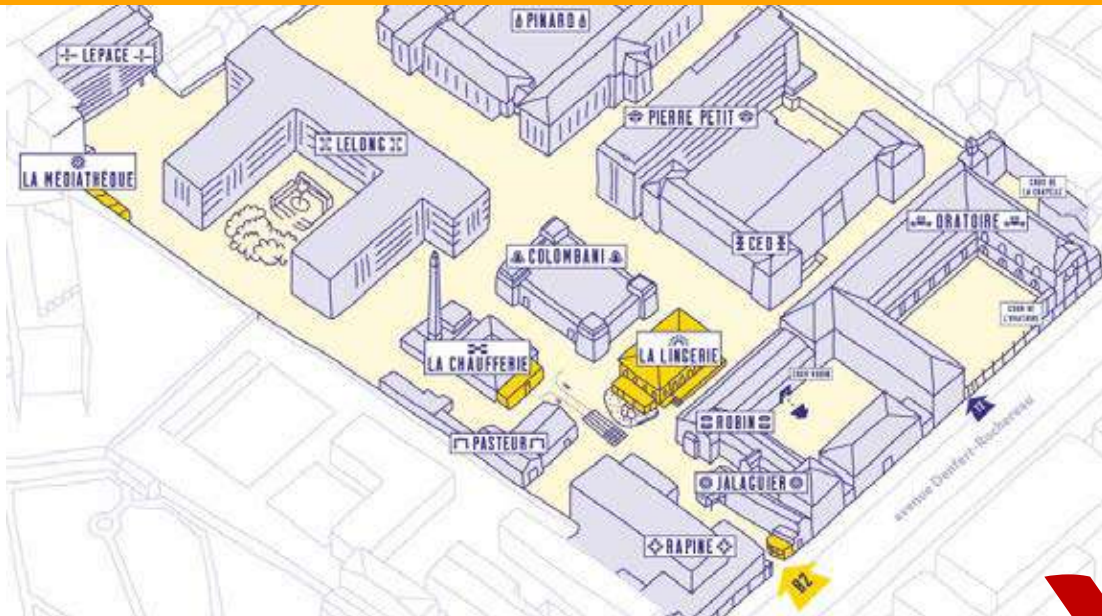 PINARD
LEPAGE
PIERRE PETIT
LELONG
LA MÉDIATHÈQUE
COUR DE
LA CHAPELLE
ORATOIRE
CED
COLOMBANI
COUR DE
L'ORATOIRE
LA LINGERIE
LA CHAUFFERIE
COUR ROBIN
ROBIN
PASTEUR
JALAGUIER
avenue Denfert-Rochereau
RAPINE
82